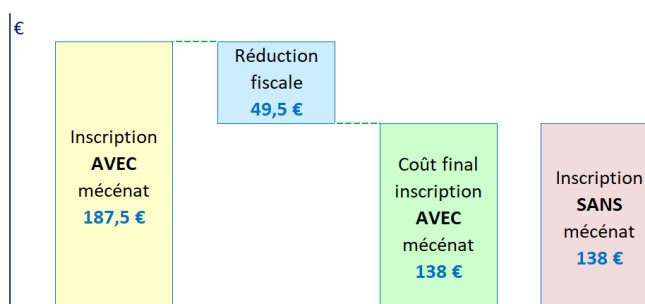 €
Inscription
AVEC
mécénat
187,5 €
Réduction
fiscale
49,5 €
Coût final
inscription
AVEC
mécénat
138 €
Inscription
SANS
mécénat
138 €